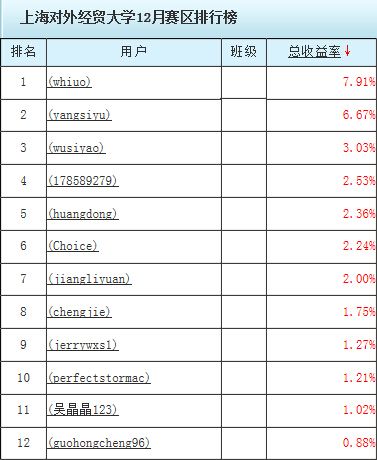 上海对外经贸大学12月赛区排行榜
排名 用户 班级 总收益率↓
1 (whiuo) 7.91%
2 (yangsiyu) 6.67%
3 (wusiyao) 3.03%
4 (178589279) 2.53%
5 (huangdong) 2.36%
6 (Choice) 2.24%
7 (jiangliyuan) 2.00%
8 (chengjie) 1.75%
9 (jerrywxsl) 1.27%
10 (perfectstormac) 1.21%
11 (吴晶晶123) 1.02%
12 (guohongcheng96) 0.88%